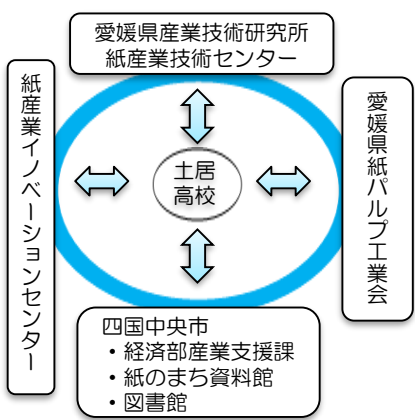 愛媛県産業技術研究所
紙産業技術センター
紙産業イノベーションセンター
土居
高校
愛媛県紙パルプ工業会
四国中央市
・経済部産業支援課
・紙のまち資料館
・図書館